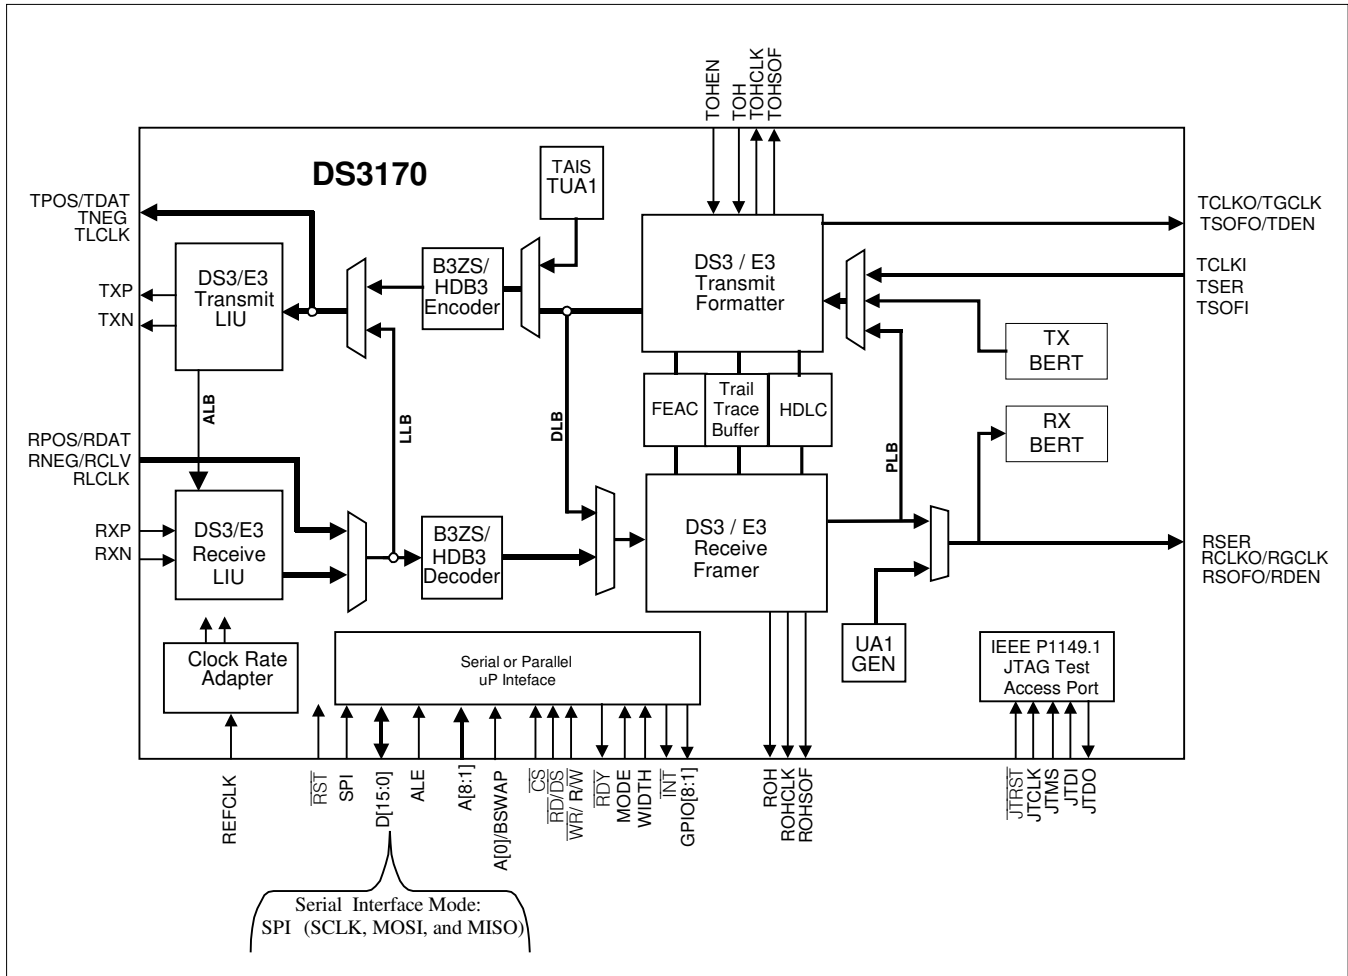 TOHEN
TOH
TOHCLK
TOHSOF
DS3170
TAIS
TUA1
TPOS/TDAT
TNEG
TLCLK
TCLKO/TGCLK
TSOFO/TDEN
DS3/E3
Transmit
LIU
B3ZS/
HDB3
Encoder
DS3 / E3
Transmit
Formatter
TCLKI
TSER
TSOFI
TXP
TXN
TX
BERT
ALB
LLB
DLB
FEAC
Trail
Trace
Buffer
HDLC
PLB
RX
BERT
RPOS/RDAT
RNEG/RCLV
RLCLK
RXP
RXN
DS3/E3
Receive
LIU
B3ZS/
HDB3
Decoder
DS3 / E3
Receive
Framer
RSER
RCLKO/RGCLK
RSOFO/RDEN
Clock Rate
Adapter
Serial or Parallel
uP Inteface
UA1
GEN
IEEE P1149.1
JTAG Test
Access Port
REFCLK
RST
SPI
D[15:0]
ALE
A[8:1]
A[0]/BSWAP
CS
RD/DS
WR/ R/W
RDY
MODE
WIDTH
INT
GPIO[8:1]
ROH
ROHCLK
ROHSOF
JTRST
JTCLK
JTMS
JTDI
JTDO
Serial Interface Mode:
SPI (SCLK, MOSI, and MISO)